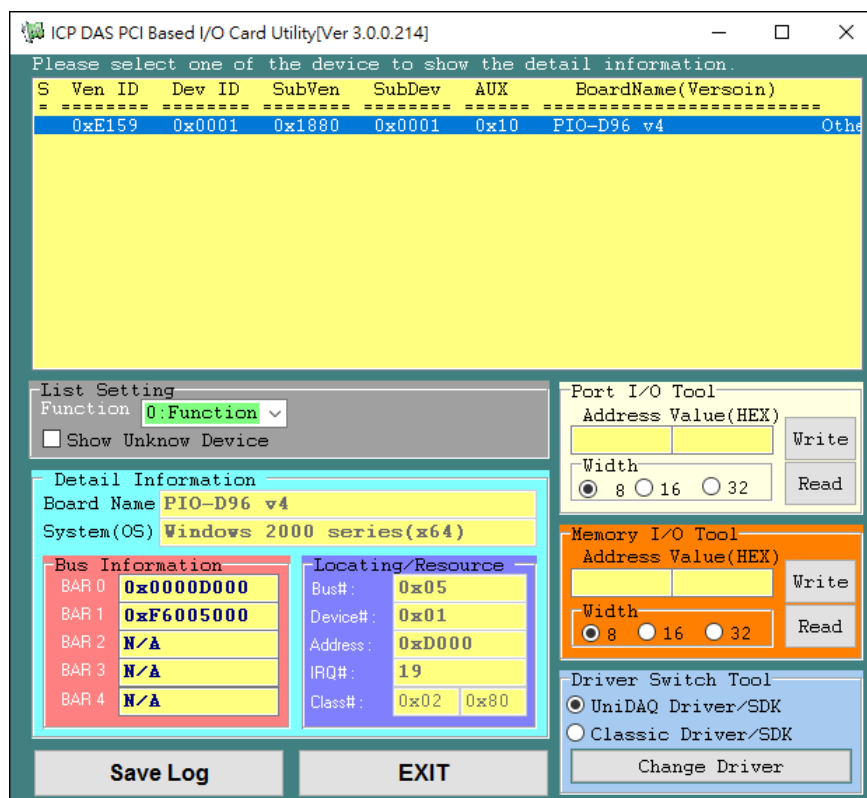 ICP DAS PCI Based I/O Card Utility[Ver 3.0.0.214]
Please select one of the device to show the detail information.
S Ven ID Dev ID SubVen SubDev AUX BoardName(Versoin)
= ======== ======== ======== ======== ====== =========================
0xE159 0x0001 0x1880 0x0001 0x10 PIO-D96 v4 Othe
List Setting
Function 0:Function
Show Unknow Device
Detail Information
Board Name PIO-D96 v4
System(OS) Windows 2000 series(x64)
Bus Information
BAR 0 0x0000D000
BAR 1 0xF6005000
BAR 2 N/A
BAR 3 N/A
BAR 4 N/A
Locating/Resource
Bus#: 0x05
Device#: 0x01
Address: 0xD000
IRQ#: 19
Class#: 0x02 0x80
Save Log
EXIT
Port I/O Tool
Address Value(HEX)
Write
Width
8 16 32
Read
Memory I/O Tool
Address Value(HEX)
Write
Width
8 16 32
Read
Driver Switch Tool
UniDAQ Driver/SDK
Classic Driver/SDK
Change Driver